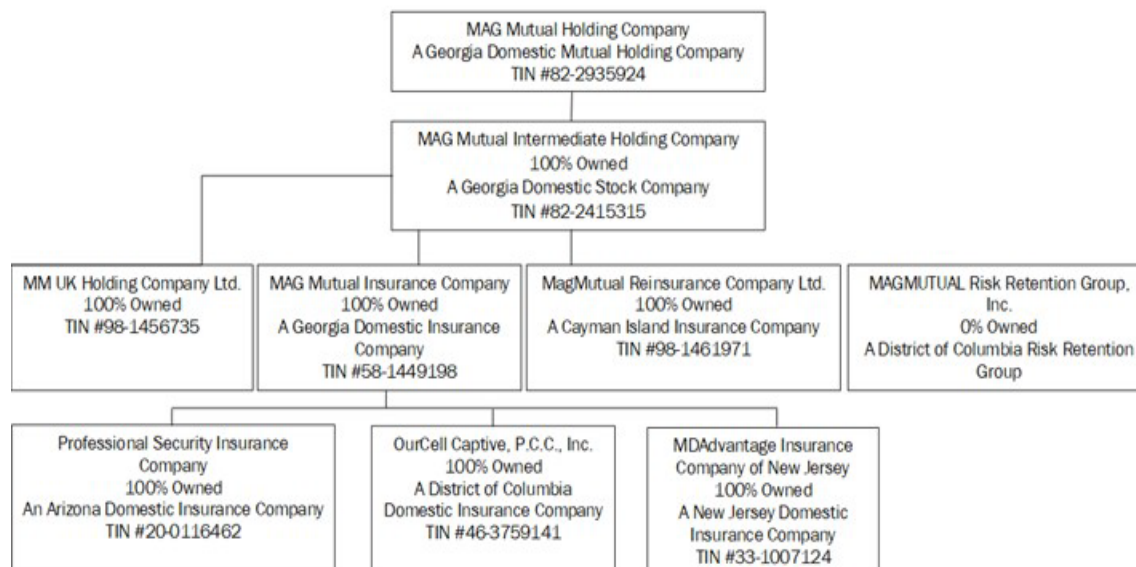 MAG Mutual Holding Company
A Georgia Domestic Mutual Holding Company
TIN #82-2935924
MAG Mutual Intermediate Holding Company
100% Owned
A Georgia Domestic Stock Company
TIN #82-2415315
MM UK Holding Company Ltd.
100% Owned
TIN #98-1456735
MAG Mutual Insurance Company
100% Owned
A Georgia Domestic Insurance
Company
TIN #58-1449198
MagMutual Reinsurance Company Ltd.
100% Owned
A Cayman Island Insurance Company
TIN #98-1461971
MAGMUTUAL Risk Retention Group,
Inc.
0% Owned
A District of Columbia Risk Retention
Group
Professional Security Insurance
Company
100% Owned
An Arizona Domestic Insurance Company
TIN #20-0116462
OurCell Captive, P.C.C., Inc.
100% Owned
A District of Columbia
Domestic Insurance Company
TIN #46-3759141
MDAdvantage Insurance
Company of New Jersey
100% Owned
A New Jersey Domestic
Insurance Company
TIN #33-1007124